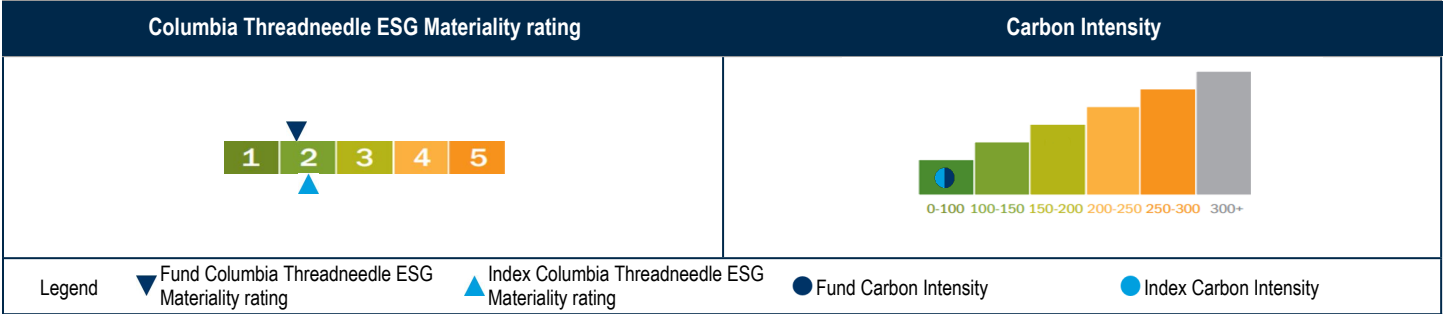 Columbia Threadneedle ESG Materiality rating
Carbon Intensity
1 2 3 4 5
0-100 100-150 150-200 200-250 250-300 300+
Legend
Fund Columbia Threadneedle ESG
Materiality rating
Index Columbia Threadneedle ESG
Materiality rating
Fund Carbon Intensity
Index Carbon Intensity